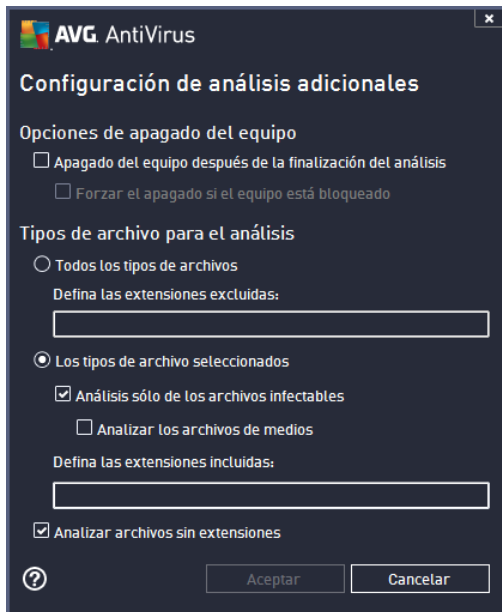 AVG. AntiVirus
Configuración de análisis adicionales
Opciones de apagado del equipo
Apagado del equipo después de la finalización del análisis
Forzar el apagado si el equipo está bloqueado
Tipos de archivo para el análisis
Todos los tipos de archivos
Defina las extensiones excluidas:
Los tipos de archivo seleccionados
Análisis sólo de los archivos infectables
Analizar los archivos de medios
Defina las extensiones incluidas:
Analizar archivos sin extensiones
Aceptar
Cancelar